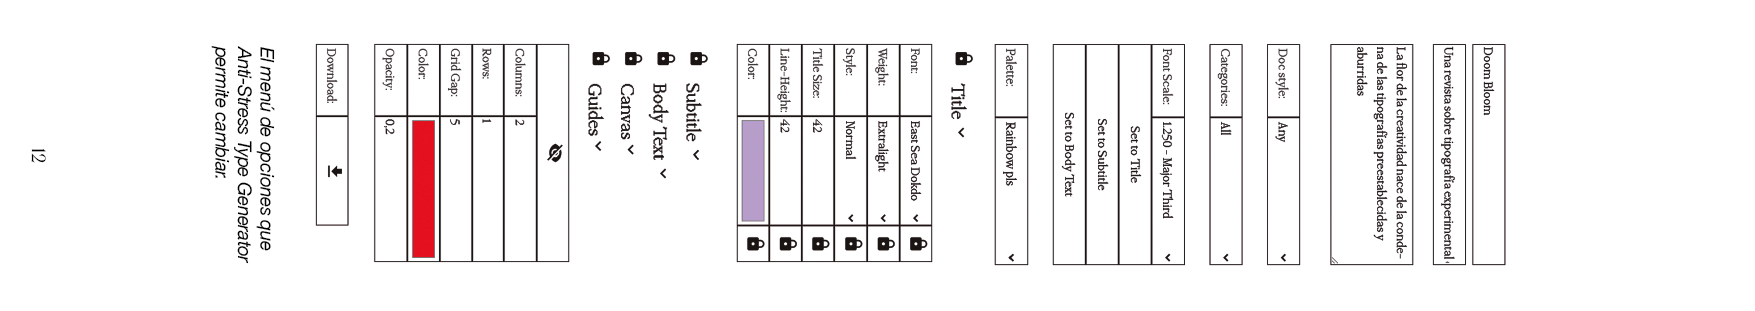 Doom Bloom
Una revista sobre tipografía experimental
La flor de la creatividad nace de la conde-
na de las tipografías preestablecidas y
aburridas
Doc style: Any
Categories: All
Font Scale: 1.250 - Major Third
Set to Title
Set to Subtitle
Set to Body Text
Palette: Rainbow pls
Title
Font: East Sea Dokdo
Weight: Extralight
Style: Normal
Title Size: 42
Line-Height: 42
Color:
Subtitle
Body Text
Canvas
Guides
Columns: 2
Rows: 1
Grid Gap: 5
Color:
Opacity: 0,2
Download:
El menú de opciones que
Anti-Stress Type Generator
permite cambiar.
12